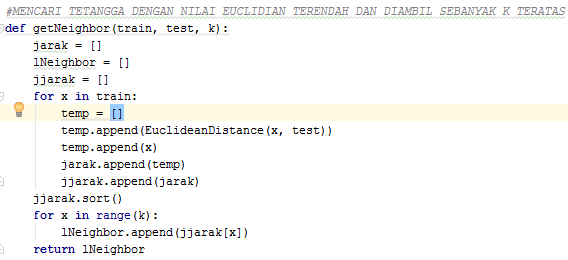 #MENCARI TETANGGA DENGAN NILAI EUCLIDIAN TERENDAH DAN DIAMBIL SEBANYAK K TERATAS
def getNeighbor(train, test, k):
    jarak = []
    lNeighbor = []
    jjarak = []
    for x in train:
        temp = []
        temp.append(EuclideanDistance(x, test))
        temp.append(x)
        jarak.append(temp)
        jjarak.append(jarak)
    jjarak.sort()
    for x in range(k):
        lNeighbor.append(jjarak[x])
    return lNeighbor